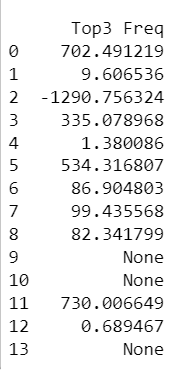 Top3 Freq
0 702.491219
1 9.606536
2 -1290.756324
3 335.078968
4 1.380086
5 534.316807
6 86.904803
7 99.435568
8 82.341799
9 None
10 None
11 730.006649
12 0.689467
13 None